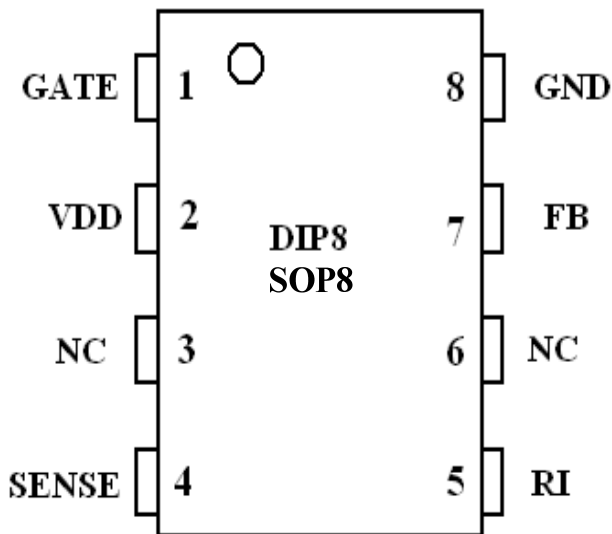 GATE 1 8 GND
VDD 2 7 FB
DIP8
SOP8
NC 3 6 NC
SENSE 4 5 RI